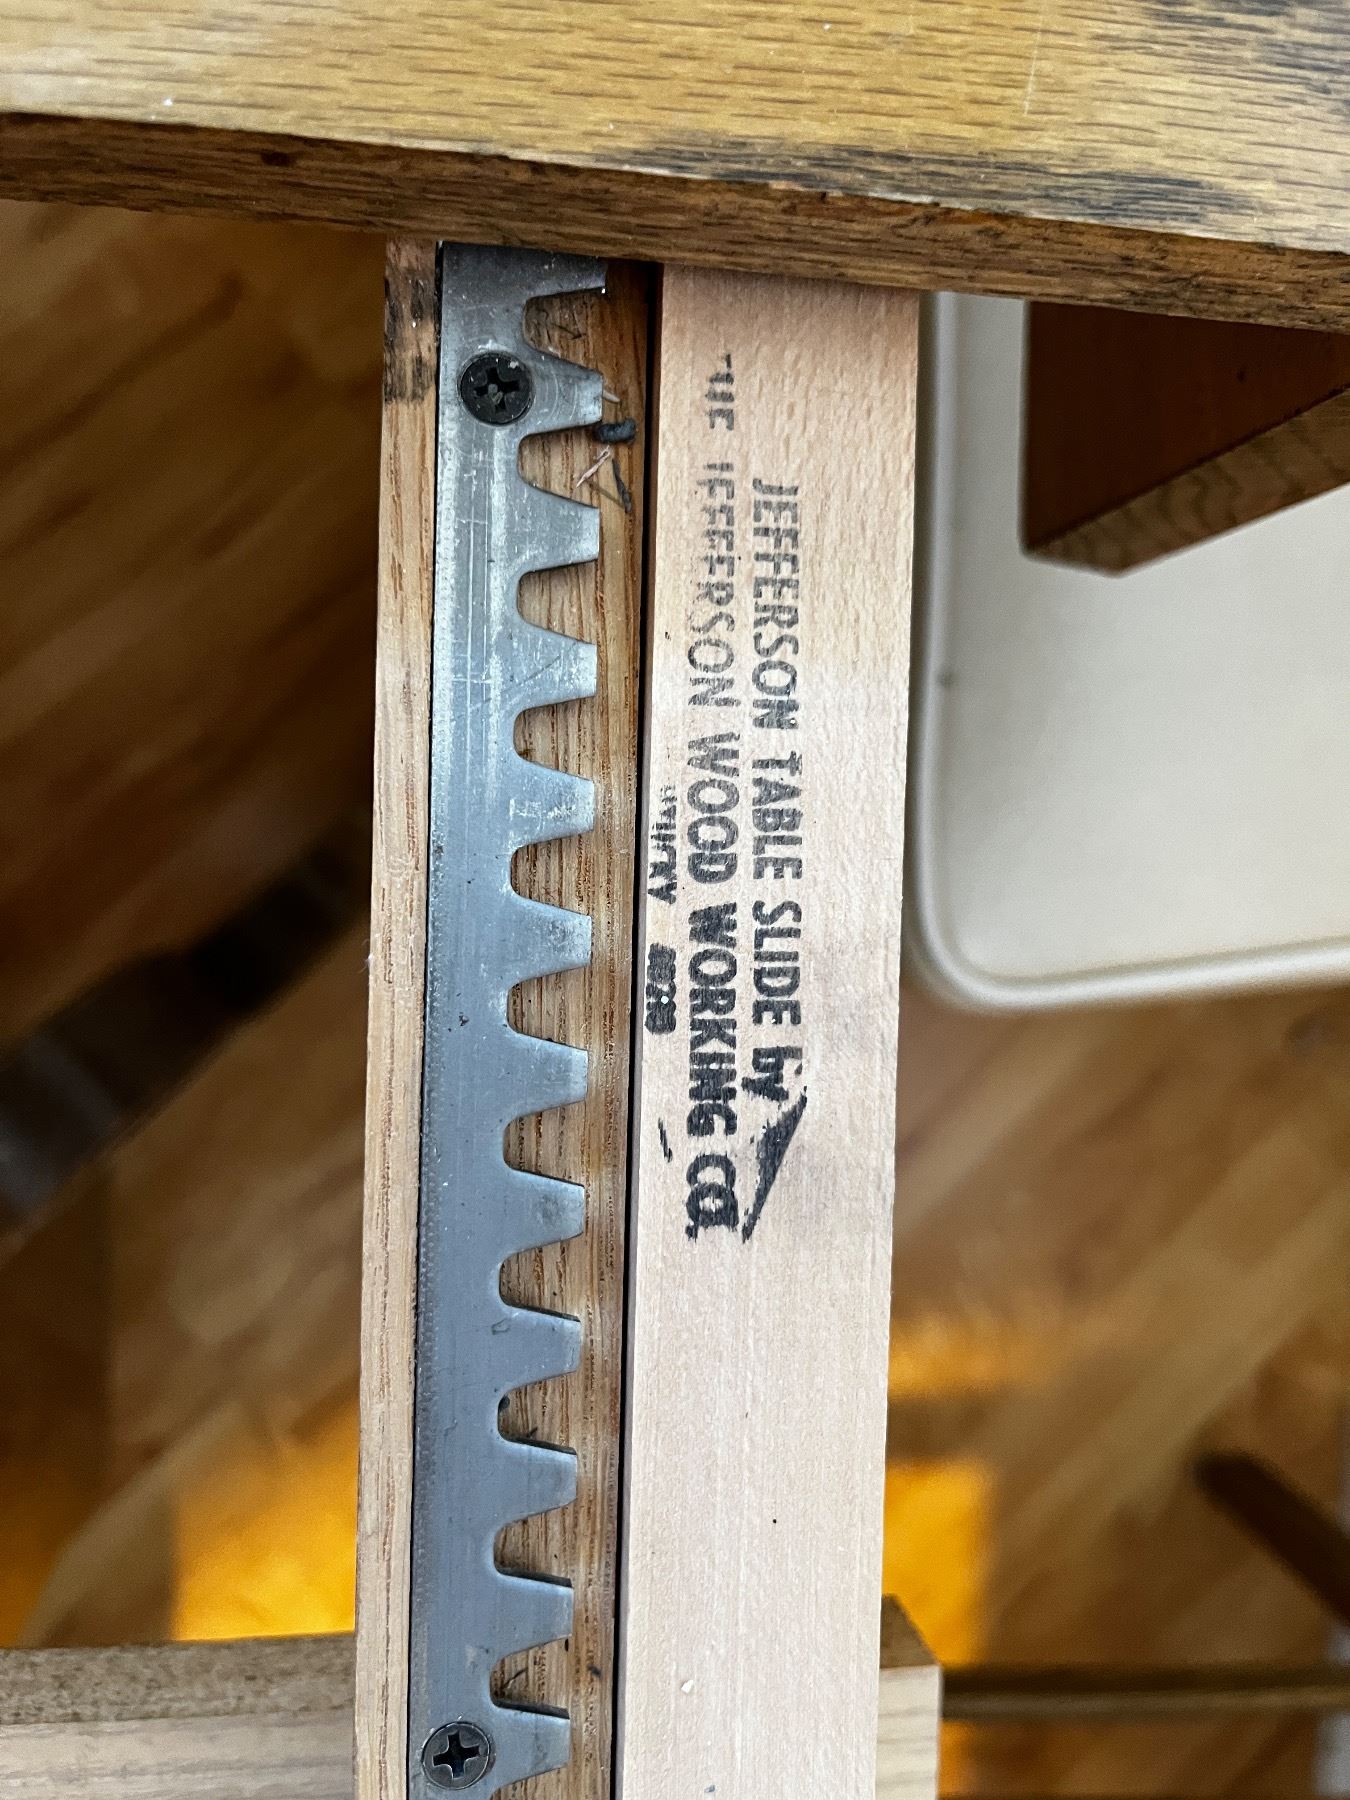 JEFFERSON TABLE SLIDE by
THE JEFFERSON WOOD WORKING CO.